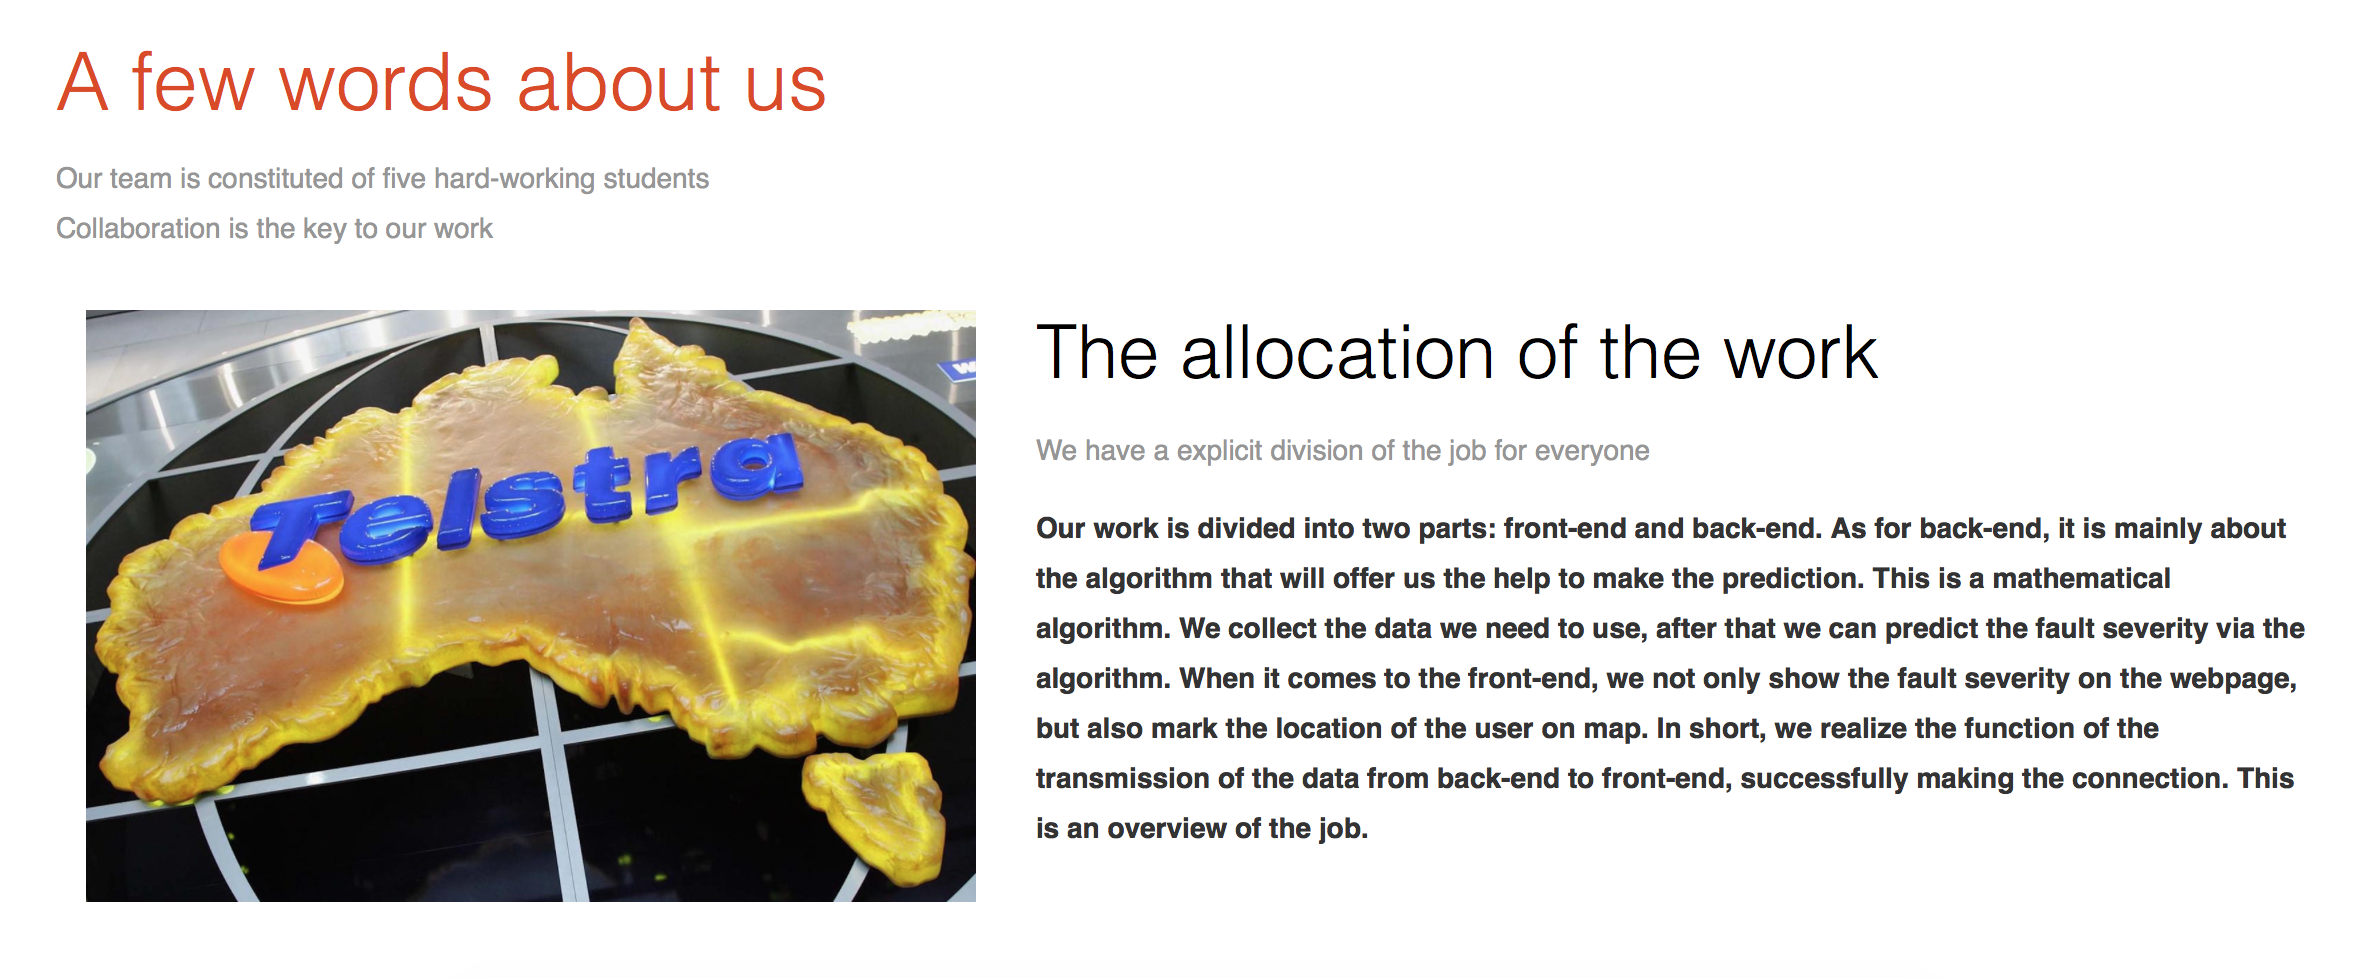 A few words about us
Our team is constituted of five hard-working students
Collaboration is the key to our work
Telstra
The allocation of the work
We have a explicit division of the job for everyone
Our work is divided into two parts: front-end and back-end. As for back-end, it is mainly about
the algorithm that will offer us the help to make the prediction. This is a mathematical
algorithm. We collect the data we need to use, after that we can predict the fault severity via the
algorithm. When it comes to the front-end, we not only show the fault severity on the webpage,
but also mark the location of the user on map. In short, we realize the function of the
transmission of the data from back-end to front-end, successfully making the connection. This
is an overview of the job.